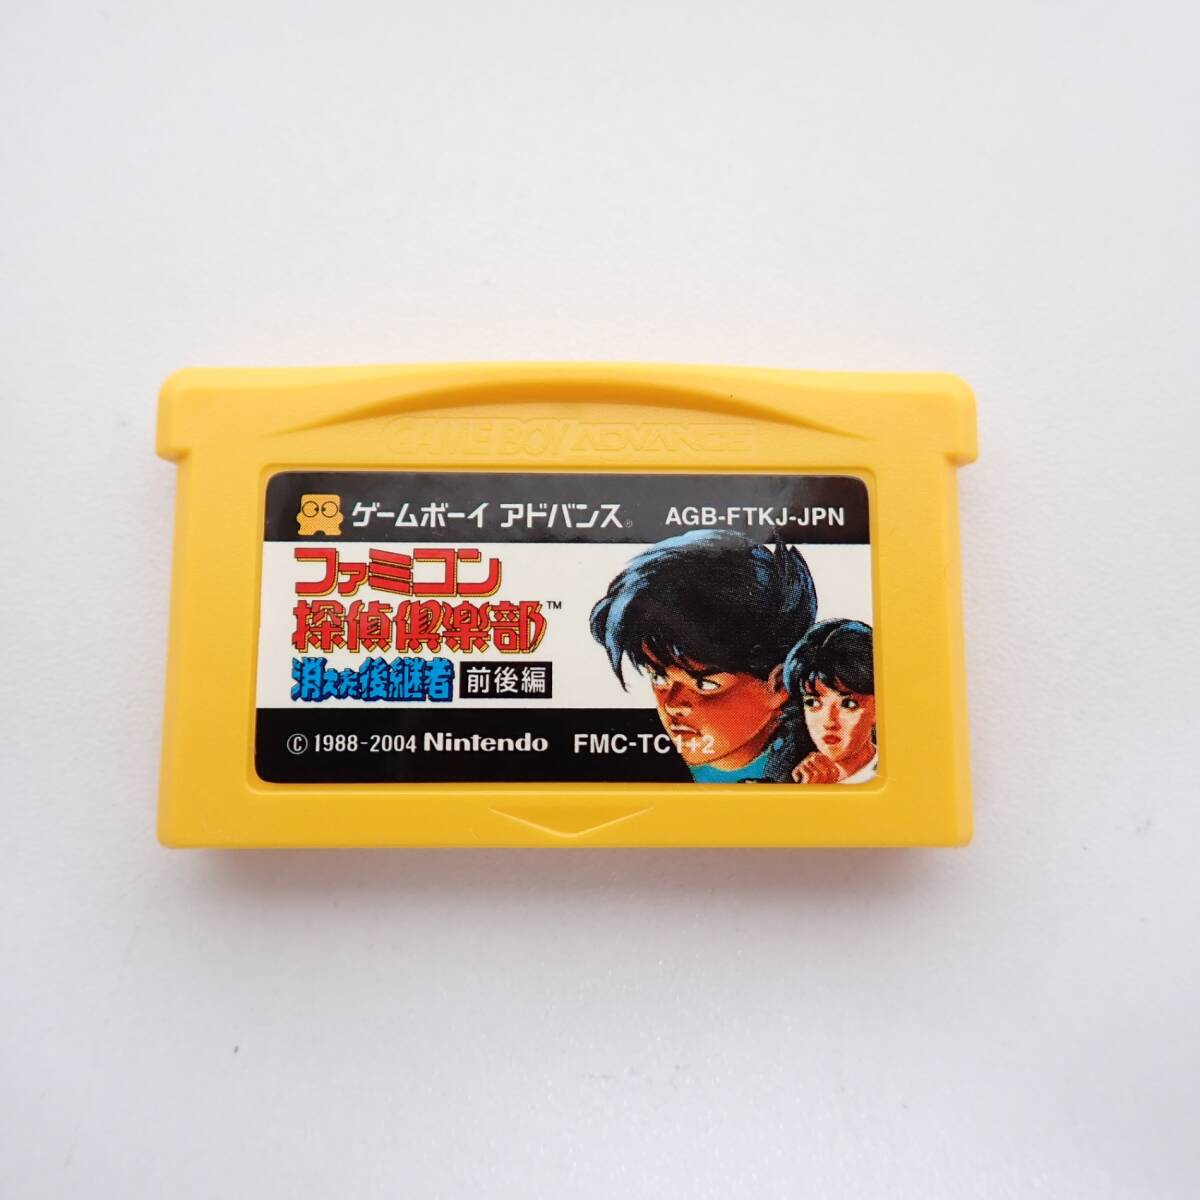 GAME BOY ADVANCE
ゲームボーイ アドバンス® AGB-FTKJ-JPN
ファミコン
探偵倶楽部™
消えた後継者 前後編
© 1988-2004 Nintendo FMC-TC1+2